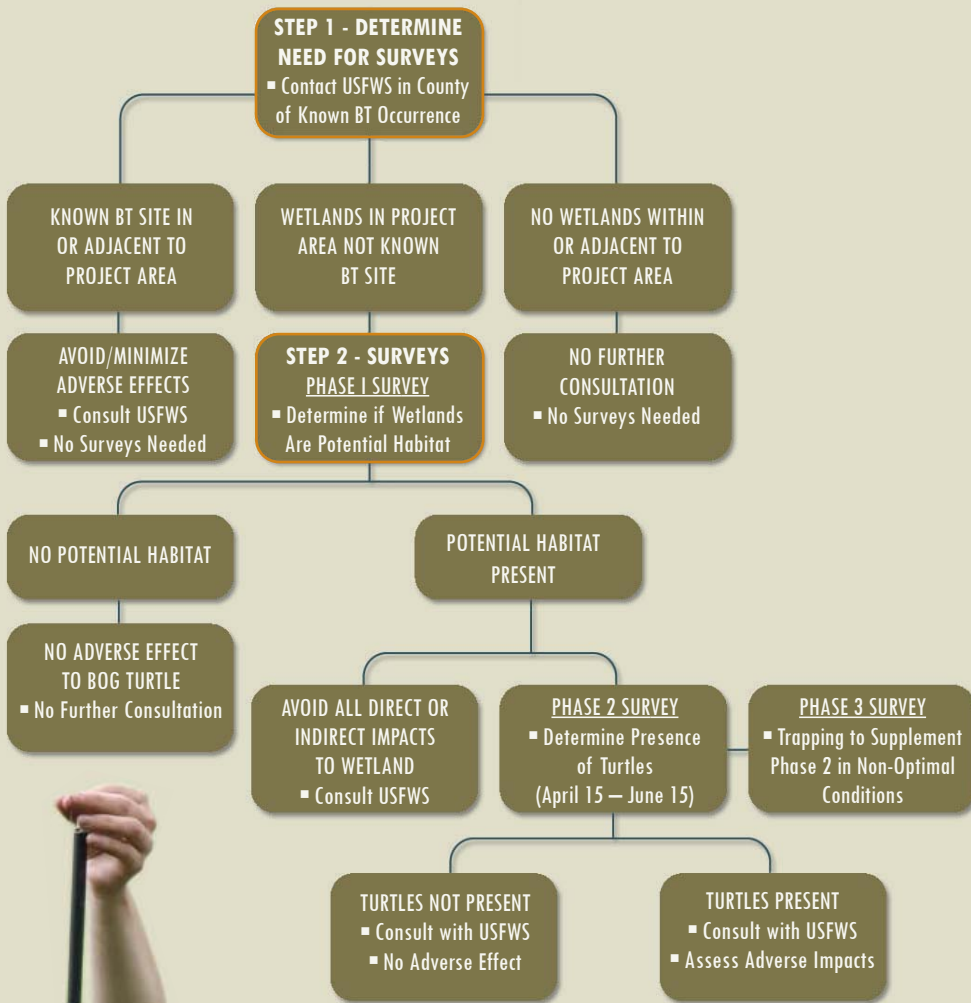 STEP 1 - DETERMINE
NEED FOR SURVEYS
▪ Contact USFWS in County
of Known BT Occurrence
KNOWN BT SITE IN
OR ADJACENT TO
PROJECT AREA
WETLANDS IN PROJECT
AREA NOT KNOWN
BT SITE
NO WETLANDS WITHIN
OR ADJACENT TO
PROJECT AREA
AVOID/MINIMIZE
ADVERSE EFFECTS
▪ Consult USFWS
▪ No Surveys Needed
STEP 2 - SURVEYS
PHASE I SURVEY
▪ Determine if Wetlands
Are Potential Habitat
NO FURTHER
CONSULTATION
▪ No Surveys Needed
NO POTENTIAL HABITAT
POTENTIAL HABITAT
PRESENT
NO ADVERSE EFFECT
TO BOG TURTLE
▪ No Further Consultation
AVOID ALL DIRECT OR
INDIRECT IMPACTS
TO WETLAND
▪ Consult USFWS
PHASE 2 SURVEY
▪ Determine Presence
of Turtles
(April 15 – June 15)
PHASE 3 SURVEY
▪ Trapping to Supplement
Phase 2 in Non-Optimal
Conditions
TURTLES NOT PRESENT
▪ Consult with USFWS
▪ No Adverse Effect
TURTLES PRESENT
▪ Consult with USFWS
▪ Assess Adverse Impacts